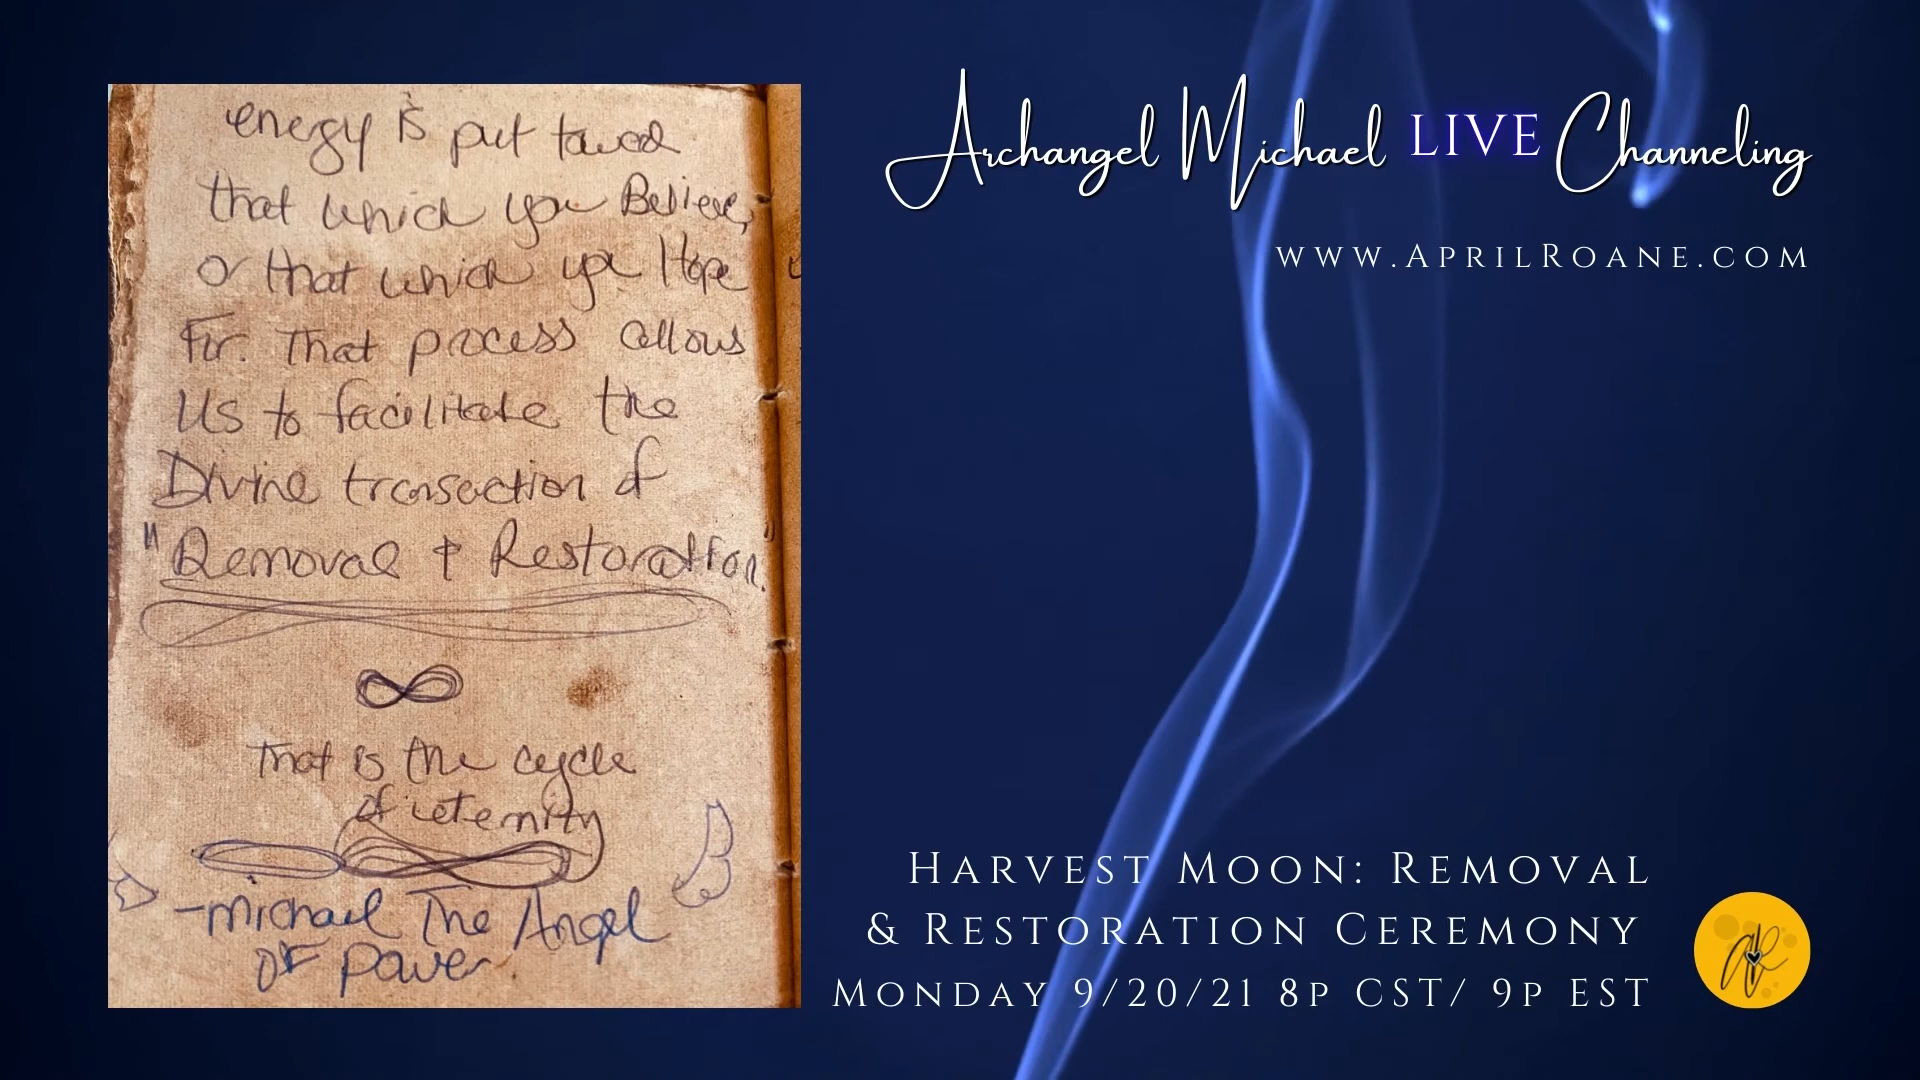 energy is put toward
that which you Believe,
or that which you Hope
For. That process allows
Us to facilitate the
Divine transaction of
"Removal + Restoration."
That is the cycle
of eternity
-Michael The Angel
OF Power
Archangel Michael LIVE Channeling
www.AprilRoane.com
Harvest Moon: Removal
& Restoration Ceremony
Monday 9/20/21 8p CST/ 9p EST